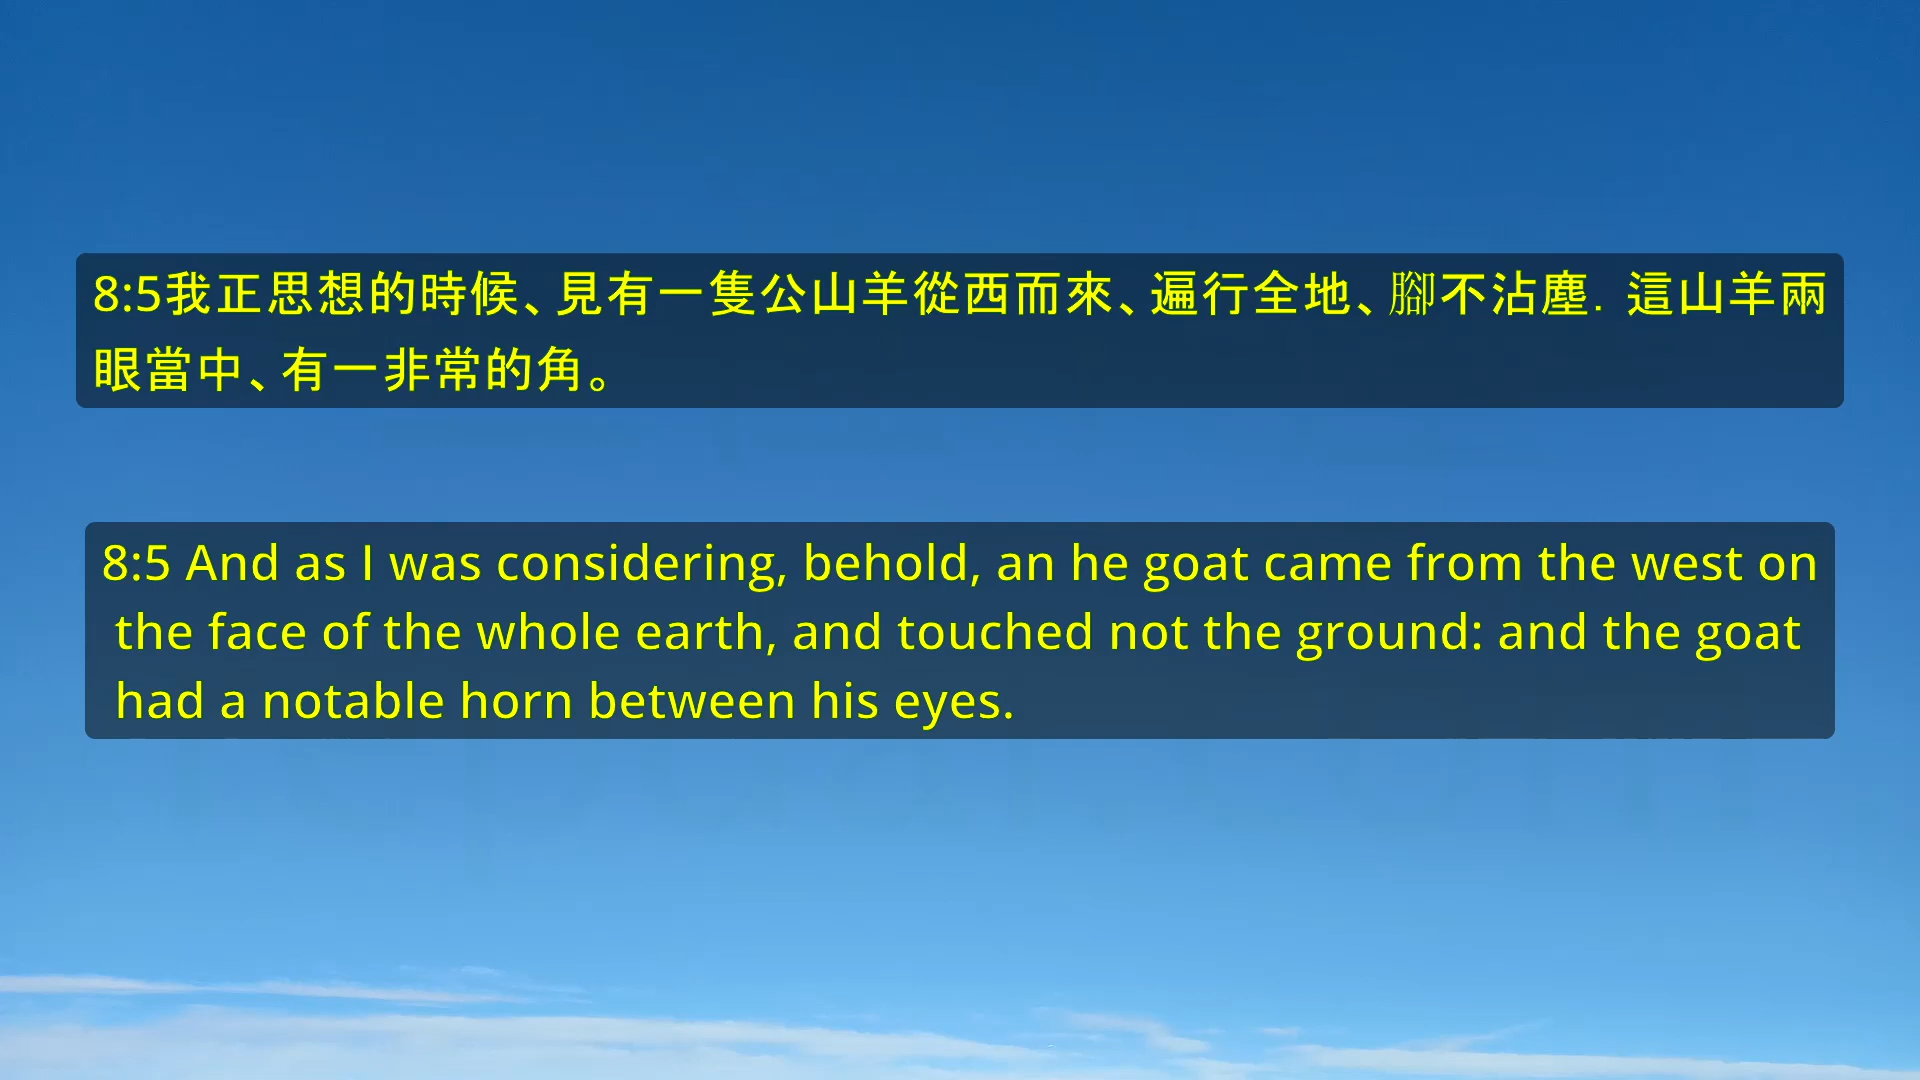 8:5我正思想的時候、見有一隻公山羊從西而來、遍行全地、腳不沾塵．這山羊兩
眼當中、有一非常的角。
8:5 And as I was considering, behold, an he goat came from the west on
the face of the whole earth, and touched not the ground: and the goat
had a notable horn between his eyes.